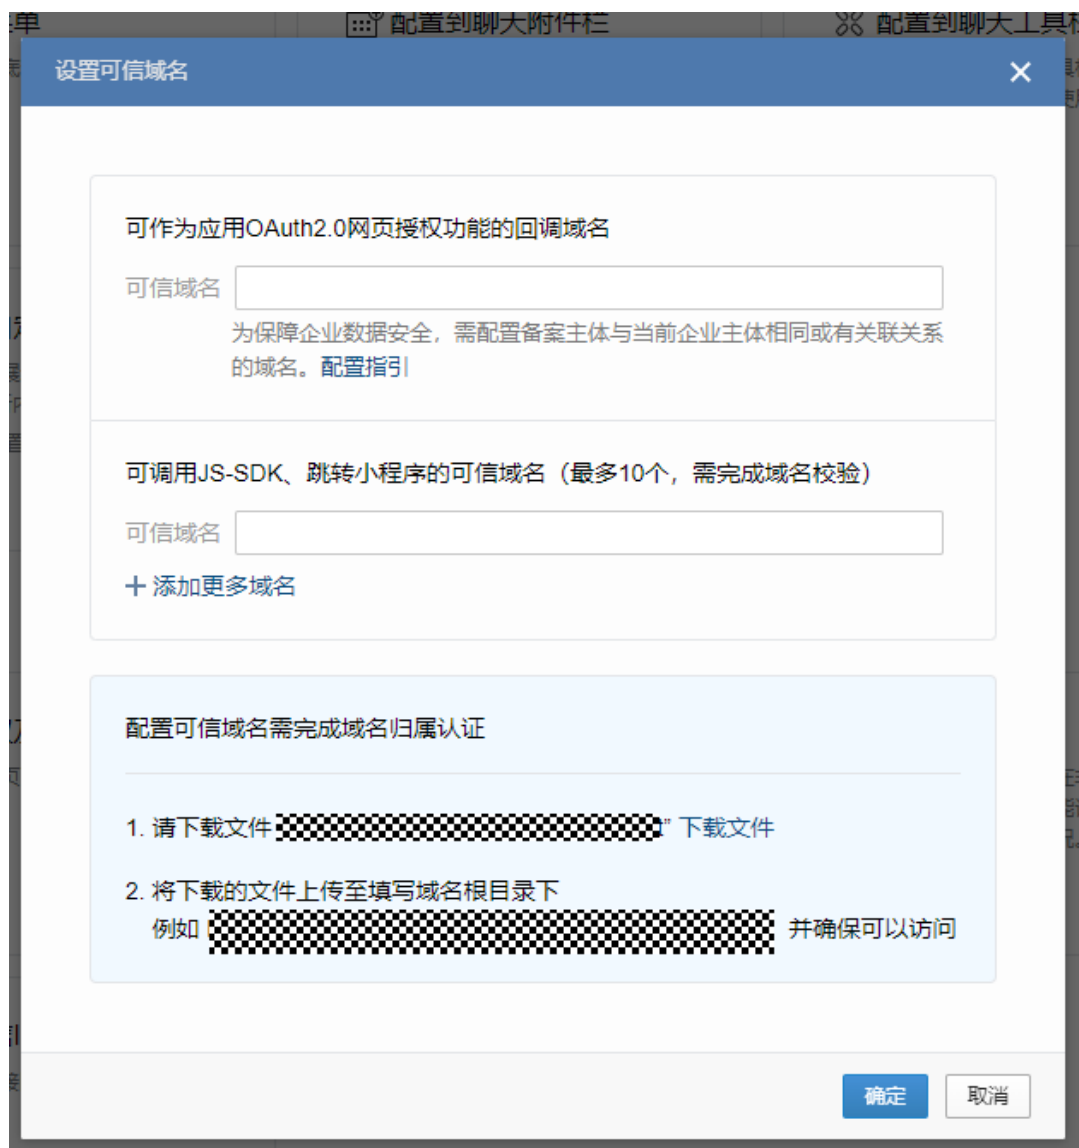 单
配置到聊天附件栏
配置到聊天工具
设置可信域名
可作为应用OAuth2.0网页授权功能的回调域名
可信域名
为保障企业数据安全，需配置备案主体与当前企业主体相同或有关联关系
的域名。配置指引
可调用JS-SDK、跳转小程序的可信域名（最多10个，需完成域名校验）
可信域名
添加更多域名
配置可信域名需完成域名归属认证
1. 请下载文件 ” 下载文件
2. 将下载的文件上传至填写域名根目录下
例如 并确保可以访问
确定
取消